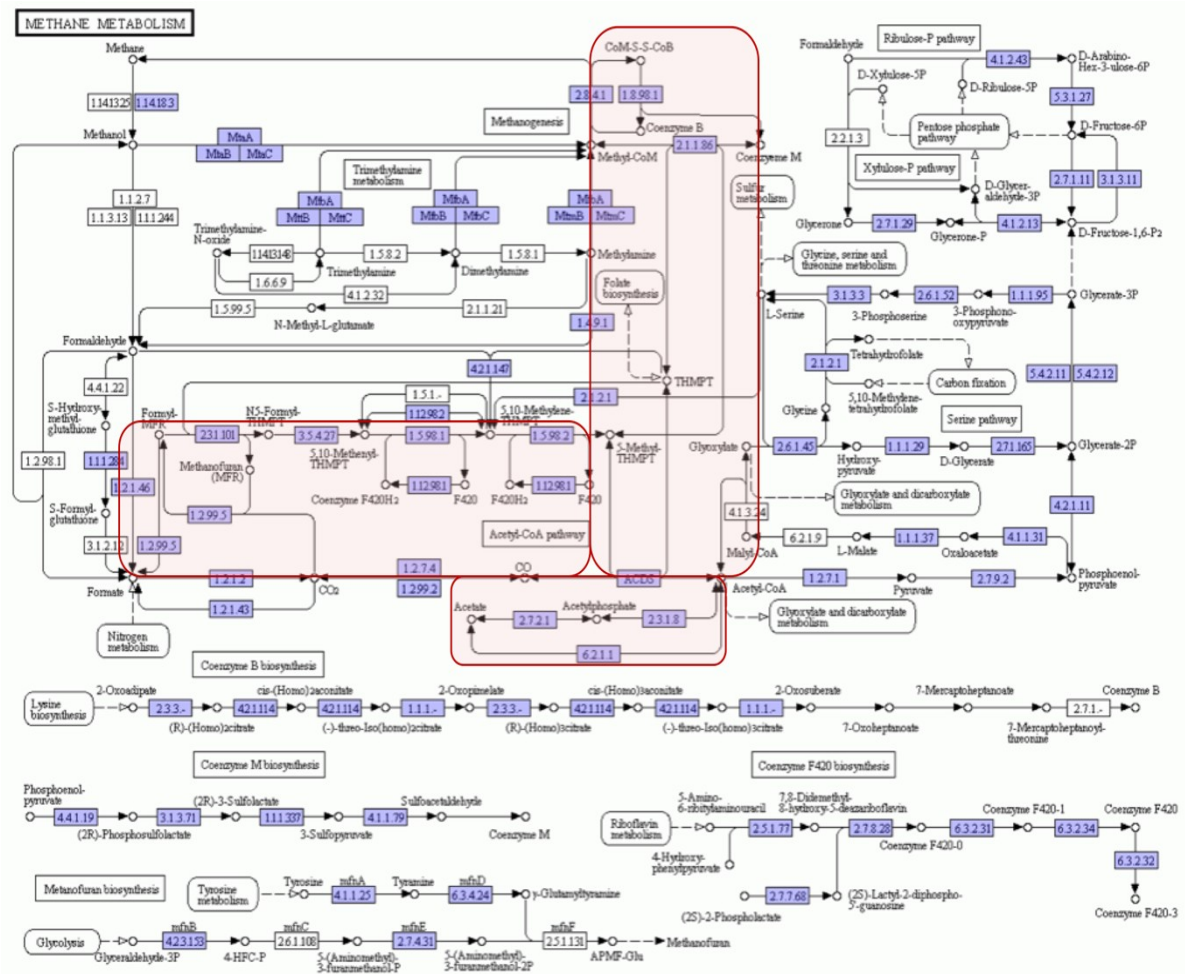 METHANE METABOLISM
Methane
CoM-S-S-CoB
Formaldehyde
Ribulose-P pathway
4.1.2.43
D-Arabino-
Hex-3-ulose-6P
D-Xylulose-5P
D-Ribulose-5P
1.14.13.25
1.14.18.3
2.8.4.1
1.8.98.1
5.3.1.27
Methanogenesis
Methanol
MtaA
MtaB
MtaC
Coenzyme B
2.1.1.86
Methyl-CoM
Coenzyme M
2.2.1.3
Pentose phosphate
pathway
D-Fructose-6P
Xylulose-P pathway
Trimethylamine
metabolism
Sulfur
metabolism
D-Glycer-
aldehyde-3P
2.7.1.11
3.1.3.11
1.1.2.7
1.1.3.13
1.1.1.244
MtbA
MttB
MttC
MtbA
MtbB
MtbC
MtbA
MtmB
MtmC
Glycerone
2.7.1.29
Glycerone-P
4.1.2.13
D-Fructose-1,6-P2
Trimethylamine-
N-oxide
1.14.13.148
Trimethylamine
1.5.8.2
Dimethylamine
1.5.8.1
Methylamine
1.6.6.9
4.1.2.32
Glycine, serine and
threonine metabolism
Folate
biosynthesis
1.5.99.5
N-Methyl-L-glutamate
2.1.1.21
1.4.9.1
L-Serine
3.1.3.3
3-Phosphoserine
2.6.1.52
3-Phosphono-
oxypyruvate
1.1.1.95
Glycerate-3P
Formaldehyde
4.2.1.147
THMPT
2.1.2.1
Tetrahydrofolate
Carbon fixation
5.4.2.11
5.4.2.12
4.4.1.22
1.5.1.-
1.12.98.2
2.1.2.1
5,10-Methylene-
tetrahydrofolate
S-Hydroxy-
methyl-
glutathione
Formyl-
MFR
N5-Formyl-
THMPT
5,10-Methylene-
THMPT
Glycine
Serine pathway
2.3.1.101
3.5.4.27
5,10-Methenyl-
THMPT
1.5.98.1
1.5.98.2
5-Methyl-
THMPT
Glyoxylate
2.6.1.45
Hydroxy-
pyruvate
1.1.1.29
D-Glycerate
2.7.1.165
Glycerate-2P
1.2.98.1
1.1.1.284
Methanofuran
(MFR)
1.2.1.46
Coenzyme F420H2
1.12.98.1
F420
F420H2
1.12.98.1
F420
Glyoxylate and dicarboxylate
metabolism
S-Formyl-
glutathione
1.2.99.5
Acetyl-CoA pathway
4.1.3.24
4.2.1.11
3.1.2.12
1.2.99.5
Malyl-CoA
6.2.1.9
L-Malate
1.1.1.37
Oxaloacetate
4.1.1.31
Formate
1.2.1.2
CO2
1.2.7.4
1.2.99.2
CO
ACDS
Acetyl-CoA
1.2.7.1
Pyruvate
2.7.9.2
Phosphoenol-
pyruvate
1.2.1.43
Acetate
2.7.2.1
Acetylphosphate
2.3.1.8
6.2.1.1
Glyoxylate and dicarboxylate
metabolism
Nitrogen
metabolism
Coenzyme B biosynthesis
Lysine
biosynthesis
2-Oxoadipate
2.3.3.-
(R)-(Homo)2citrate
4.2.1.114
cis-(Homo)2aconitate
4.2.1.114
(-)-threo-Iso(homo)2citrate
1.1.1.-
2-Oxopimelate
2.3.3.-
(R)-(Homo)3citrate
4.2.1.114
cis-(Homo)3aconitate
4.2.1.114
(-)-threo-Iso(homo)3citrate
1.1.1.-
2-Oxosuberate
7-Oxoheptanoate
7-Mercaptoheptanoate
7-Mercaptoheptanoyl-
threonine
2.7.1.-
Coenzyme B
Coenzyme M biosynthesis
Phosphoenol-
pyruvate
4.4.1.19
(2R)-Phosphosulfolactate
3.1.3.71
(2R)-3-Sulfolactate
1.1.1.337
3-Sulfopyruvate
4.1.1.79
Sulfoacetaldehyde
Coenzyme M
Coenzyme F420 biosynthesis
Riboflavin
metabolism
5-Amino-
6-ribitylaminouracil
2.5.1.77
7,8-Didemethyl-
8-hydroxy-5-deazariboflavin
2.7.8.28
Coenzyme F420-0
6.3.2.31
Coenzyme F420-1
6.3.2.34
Coenzyme F420
4-Hydroxy-
phenylpyruvate
6.3.2.32
(2S)-2-Phospholactate
2.7.7.68
(2S)-Lactyl-2-diphospho-
5'-guanosine
Coenzyme F420-3
Metanofuran biosynthesis
Tyrosine
metabolism
Tyrosine
mfnA
4.1.1.25
Tyramine
mfnD
6.3.4.24
γ-Glutamyltyramine
Glycolysis
Glyceraldehyde-3P
mfnB
4.2.3.153
4-HFC-P
mfnC
2.6.1.108
5-(Aminomethyl)-
3-furanmethanol-P
mfnE
2.7.4.31
5-(Aminomethyl)-
3-furanmethanol-2P
mfnF
2.5.1.131
APMF-Glu
Methanofuran